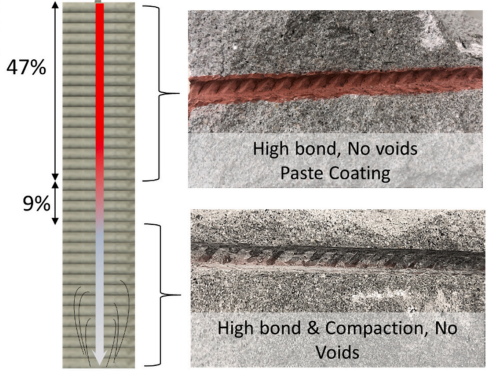 47%
9%
High bond, No voids
Paste Coating
High bond & Compaction, No
Voids